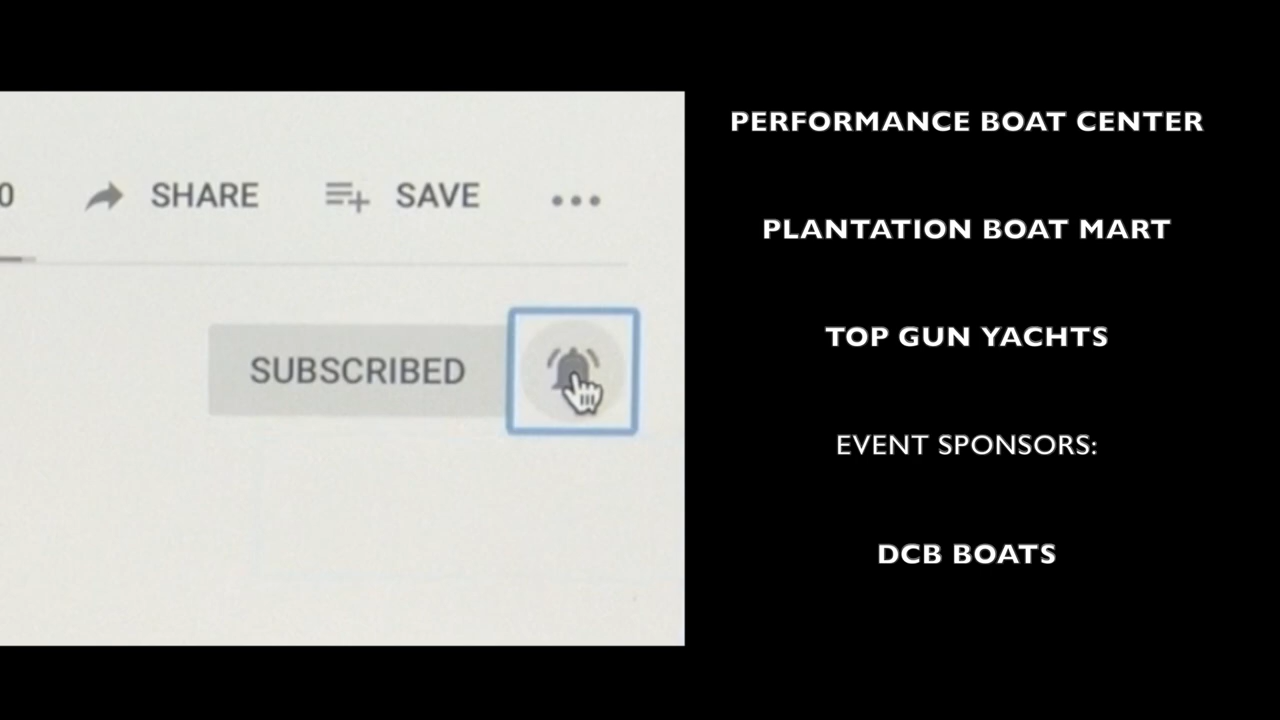 0 SHARE SAVE
SUBSCRIBED
PERFORMANCE BOAT CENTER
PLANTATION BOAT MART
TOP GUN YACHTS
EVENT SPONSORS:
DCB BOATS